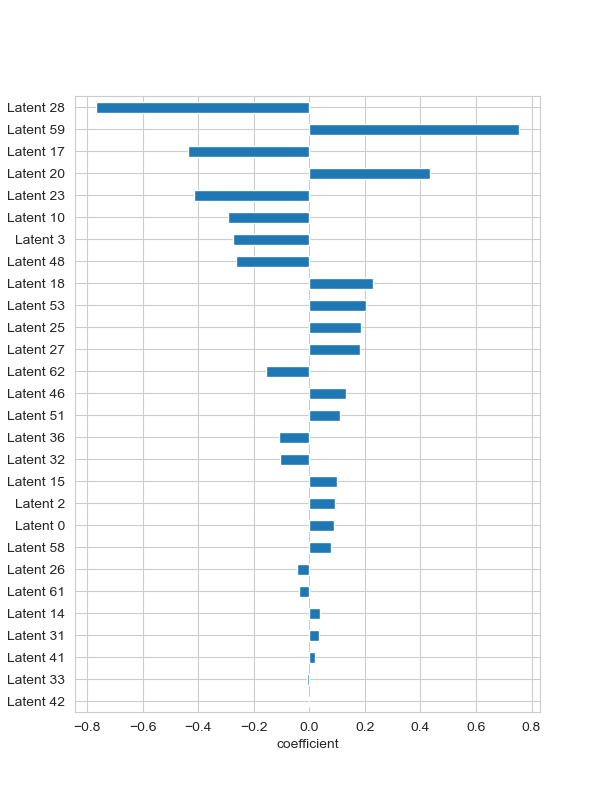 Latent 28
Latent 59
Latent 17
Latent 20
Latent 23
Latent 10
Latent 3
Latent 48
Latent 18
Latent 53
Latent 25
Latent 27
Latent 62
Latent 46
Latent 51
Latent 36
Latent 32
Latent 15
Latent 2
Latent 0
Latent 58
Latent 26
Latent 61
Latent 14
Latent 31
Latent 41
Latent 33
Latent 42
−0.8 −0.6 −0.4 −0.2 0.0 0.2 0.4 0.6 0.8
coefficient